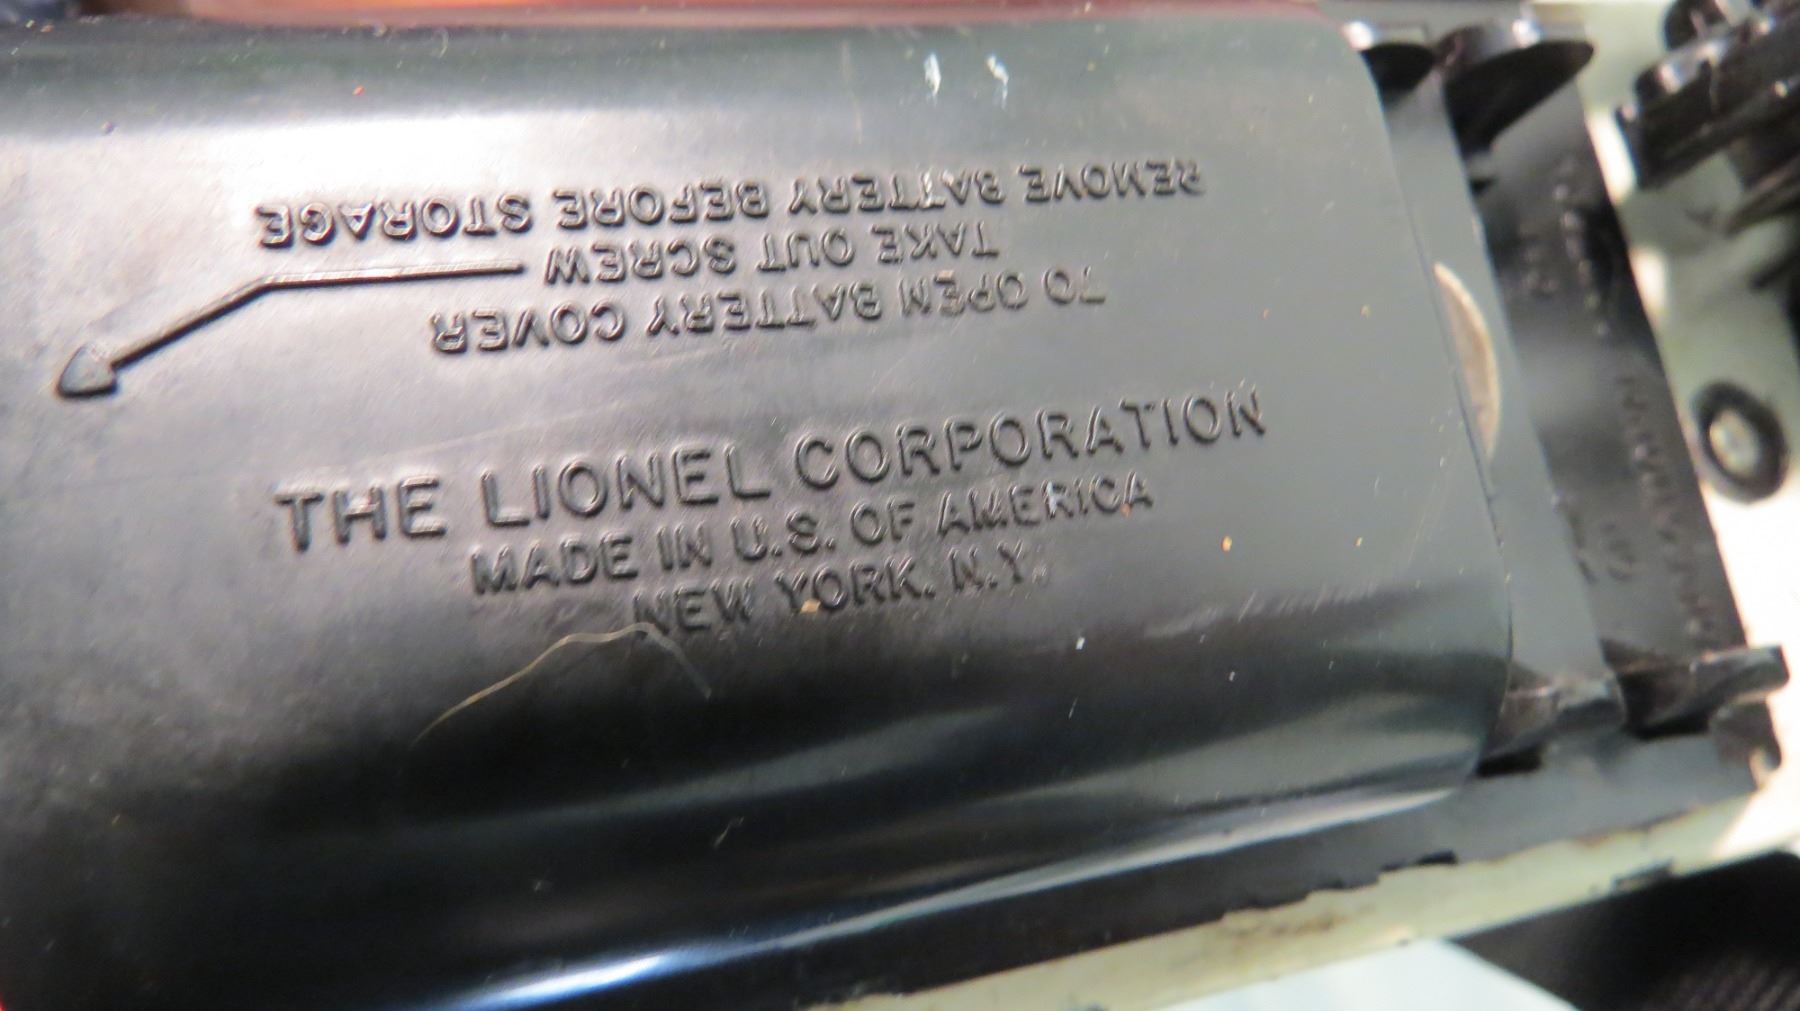 THE LIONEL CORPORATION
MADE IN U.S. OF AMERICA
NEW YORK, N.Y.
TO OPEN BATTERY COVER
TAKE OUT SCREW
REMOVE BATTERY BEFORE STORAGE